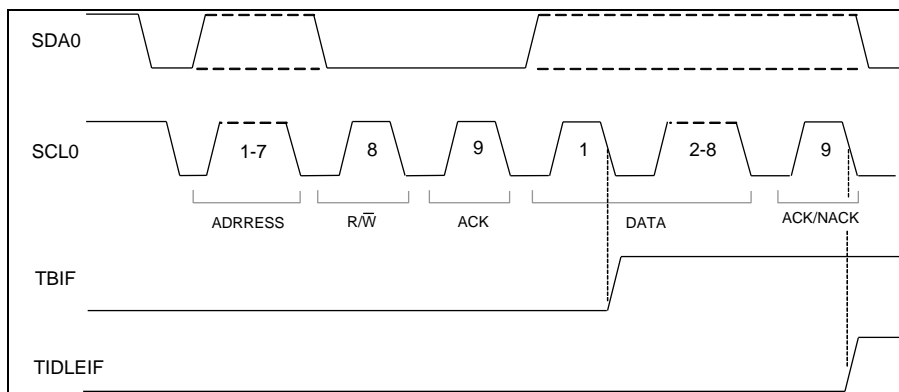 SDA0
SCL0
1-7
8
9
1
2-8
9
ADRRESS
R/W̅
ACK
DATA
ACK/NACK
TBIF
TIDLEIF